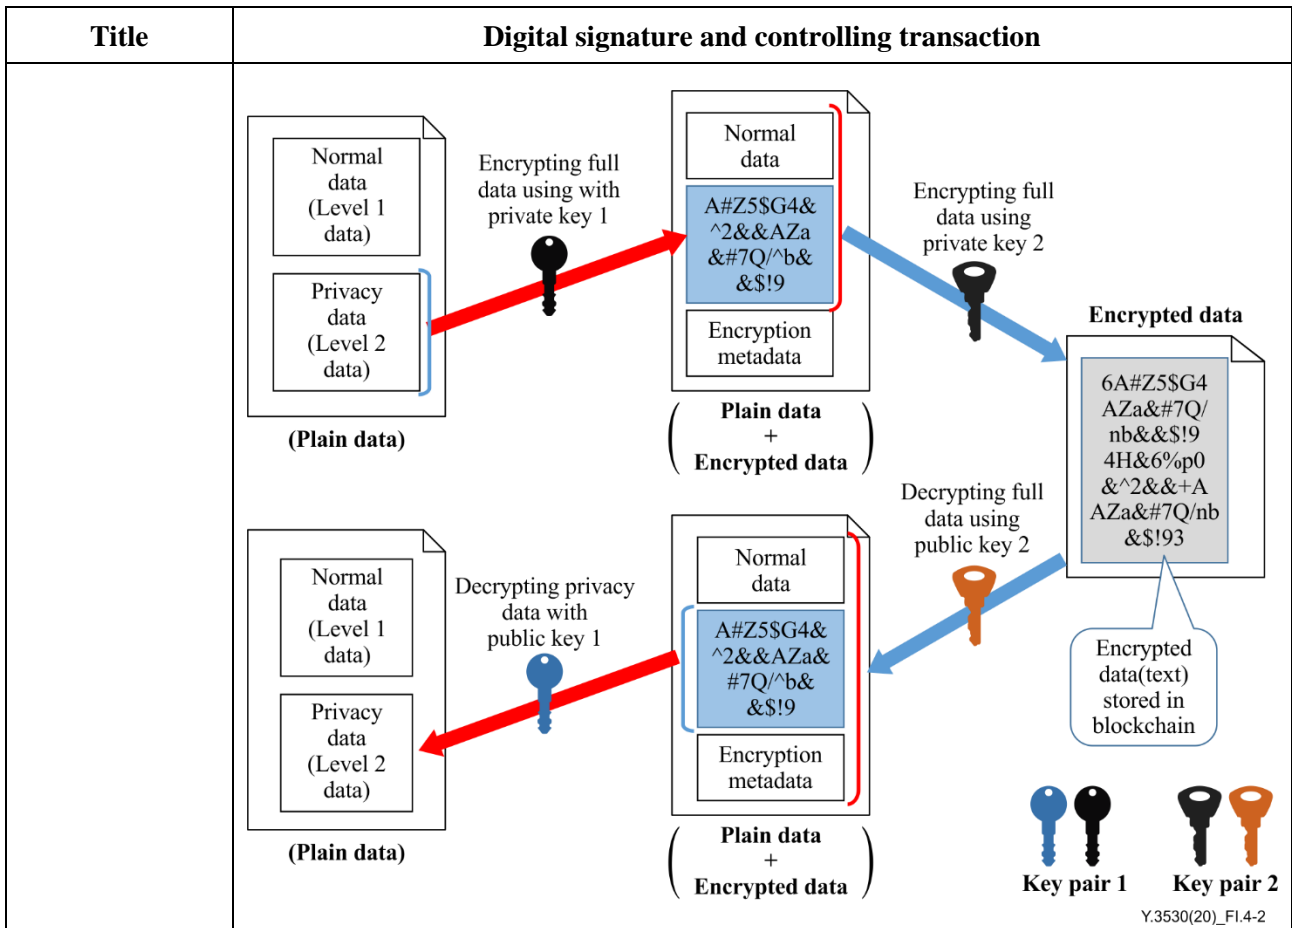 Title
Digital signature and controlling transaction
Normal
data
(Level 1
data)
Privacy
data
(Level 2
data)
(Plain data)
Encrypting full
data using with
private key 1
Normal
data
A#Z5$G4&
^2&&AZa
&#7Q/^b&
&$!9
Encryption
metadata
Plain data
+
Encrypted data
Encrypting full
data using
private key 2
Encrypted data
6A#Z5$G4
AZa&#7Q/
nb&&$!9
4H&6%p0
&^2&&+A
AZa&#7Q/nb
&$!93
Encrypted
data(text)
stored in
blockchain
Decrypting full
data using
public key 2
Normal
data
A#Z5$G4&
^2&&AZa&
#7Q/^b&
&$!9
Encryption
metadata
Plain data
+
Encrypted data
Decrypting privacy
data with
public key 1
Normal
data
(Level 1
data)
Privacy
data
(Level 2
data)
(Plain data)
Key pair 1
Key pair 2
Y.3530(20)_FI.4-2